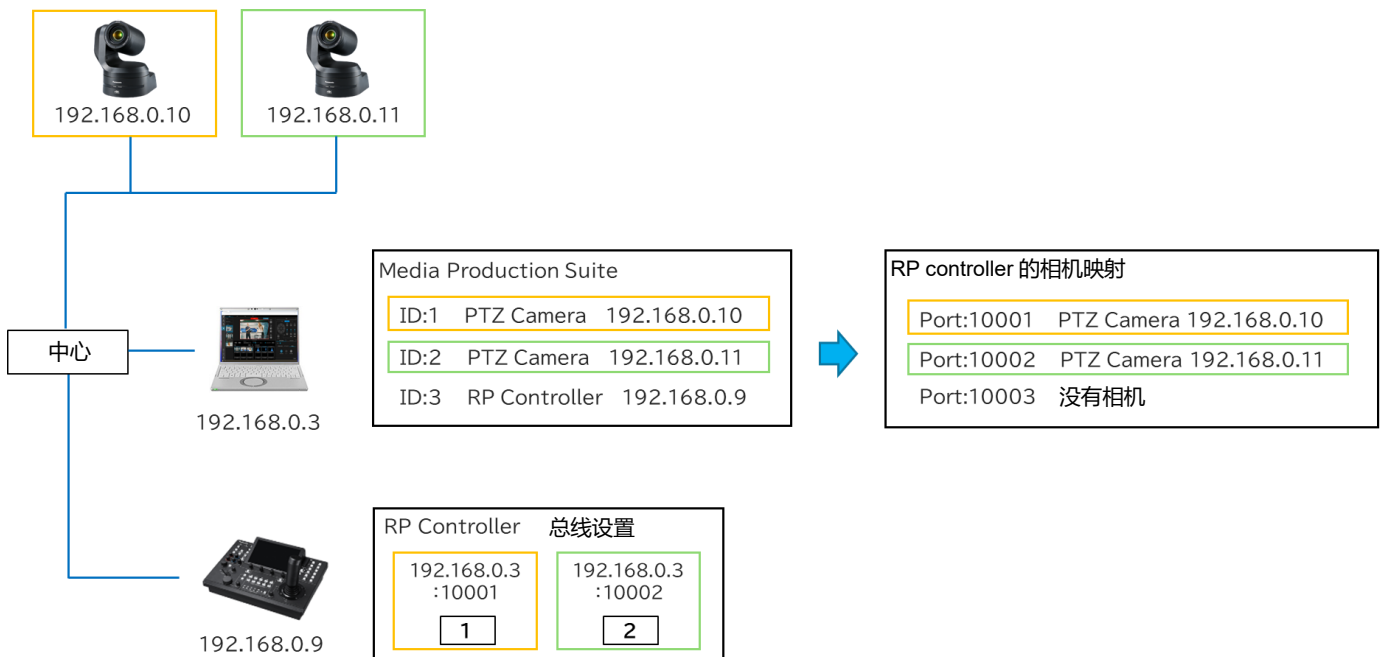 192.168.0.10
192.168.0.11
中心
192.168.0.3
Media Production Suite
ID:1 PTZ Camera 192.168.0.10
ID:2 PTZ Camera 192.168.0.11
ID:3 RP Controller 192.168.0.9
RP controller 的相机映射
Port:10001 PTZ Camera 192.168.0.10
Port:10002 PTZ Camera 192.168.0.11
Port:10003 没有相机
192.168.0.9
RP Controller 总线设置
192.168.0.3
:10001
1
192.168.0.3
:10002
2